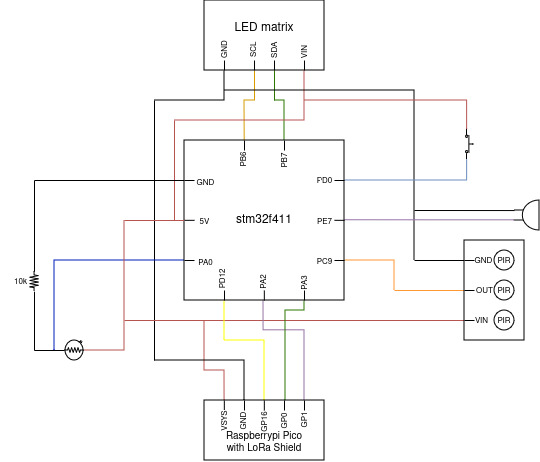 LED matrix
GND
SCL
SDA
VIN
PB6
PB7
GND
PD0
5V
stm32f411
PE7
PA0
PC9
PD12
PA2
PA3
10k
GND PIR
OUT PIR
VIN PIR
VSYS
GND
GP16
GP0
GP1
Raspberrypi Pico
with LoRa Shield